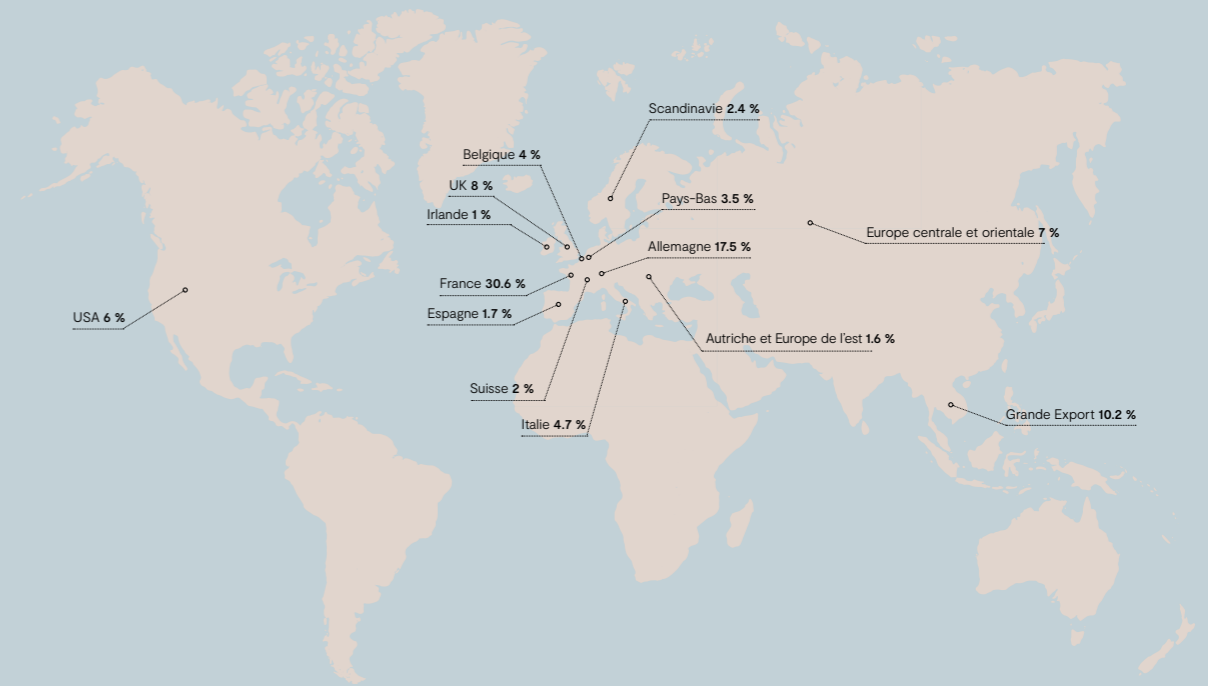 Scandinavie 2.4 %
Belgique 4 %
UK 8 %
Pays-Bas 3.5 %
Irlande 1 %
Europe centrale et orientale 7 %
Allemagne 17.5 %
France 30.6 %
Espagne 1.7 %
USA 6 %
Autriche et Europe de l'est 1.6 %
Suisse 2 %
Grande Export 10.2 %
Italie 4.7 %